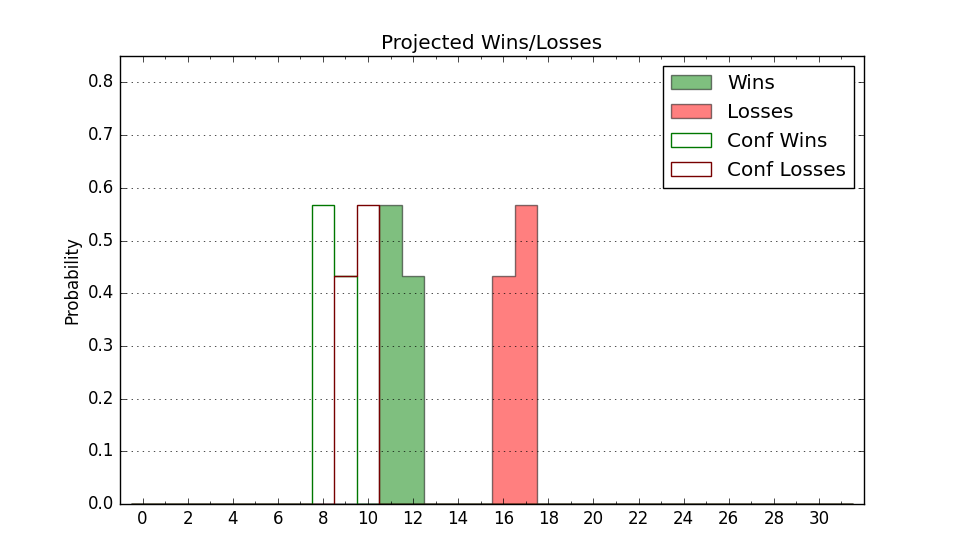 Projected Wins/Losses
Wins
Losses
Conf Wins
Conf Losses
Probability
0.8
0.7
0.6
0.5
0.4
0.3
0.2
0.1
0.0
0 2 4 6 8 10 12 14 16 18 20 22 24 26 28 30